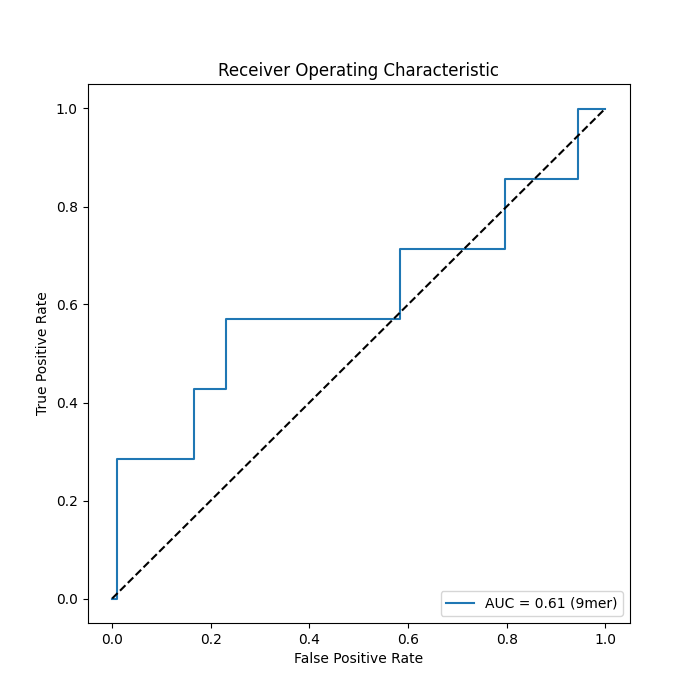 Receiver Operating Characteristic
1.0
0.8
0.6
0.4
0.2
0.0
True Positive Rate
AUC = 0.61 (9mer)
0.0 0.2 0.4 0.6 0.8 1.0
False Positive Rate